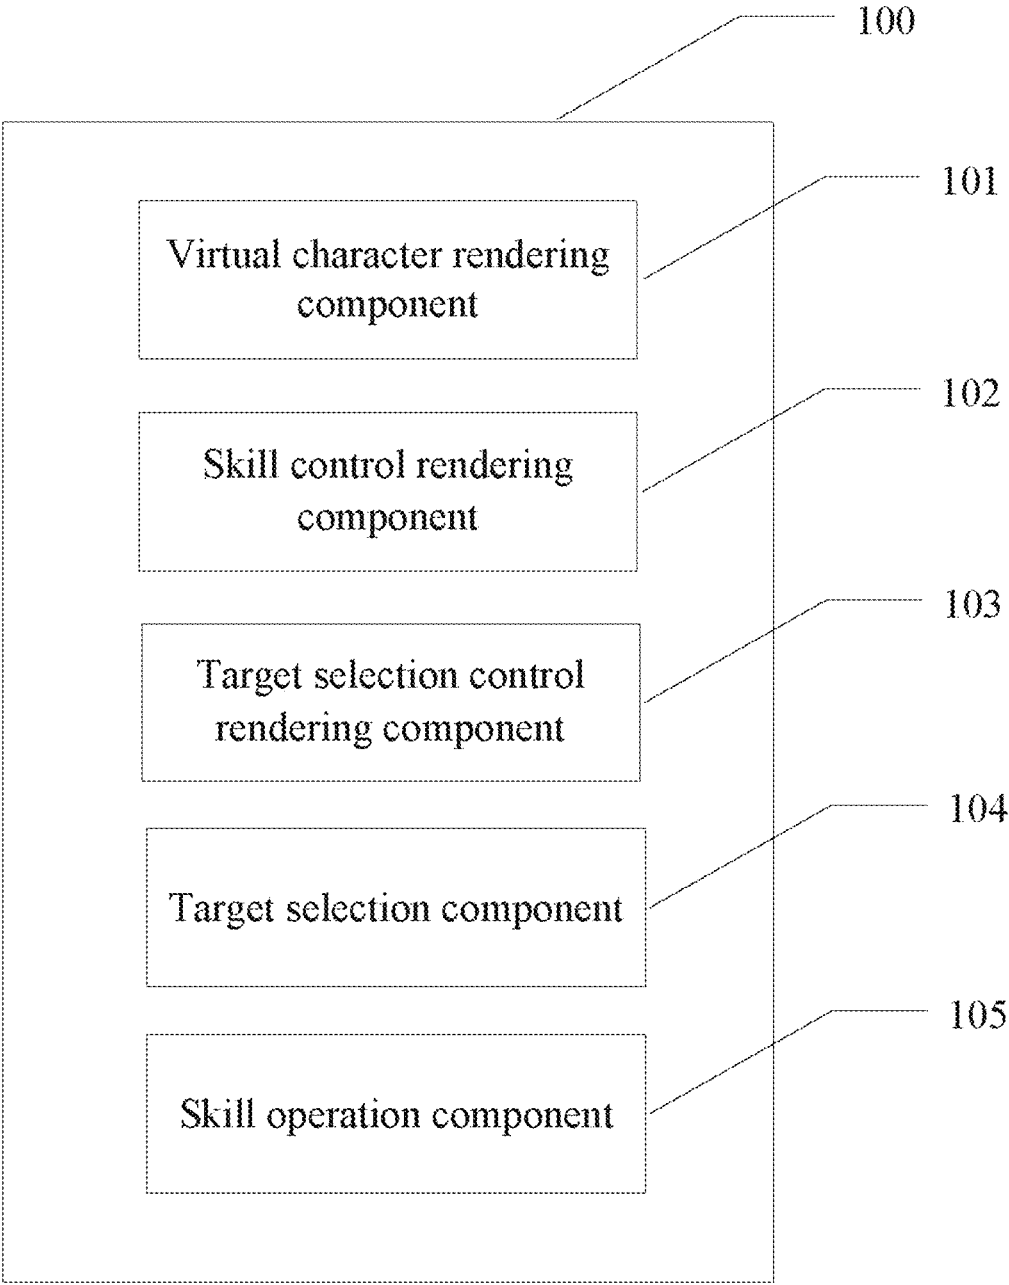 100
101
Virtual character rendering
component
102
Skill control rendering
component
103
Target selection control
rendering component
104
Target selection component
105
Skill operation component